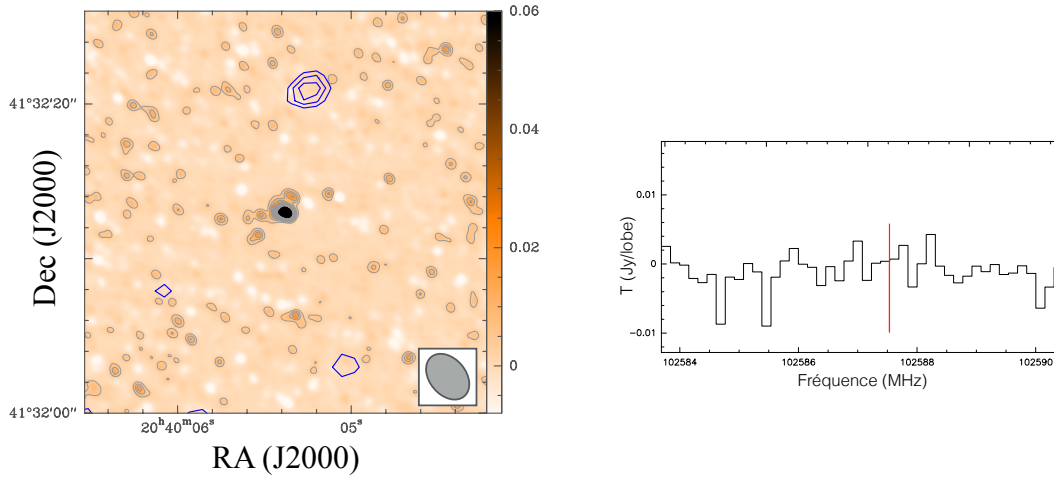 0.06
41°32'20"
0.04
0.02
0
41°32'00"
20ʰ40ᵐ06ˢ
05ˢ
Dec (J2000)
RA (J2000)
0.01
0
−0.01
T (Jy/lobe)
102584
102586
102588
102590
Fréquence (MHz)